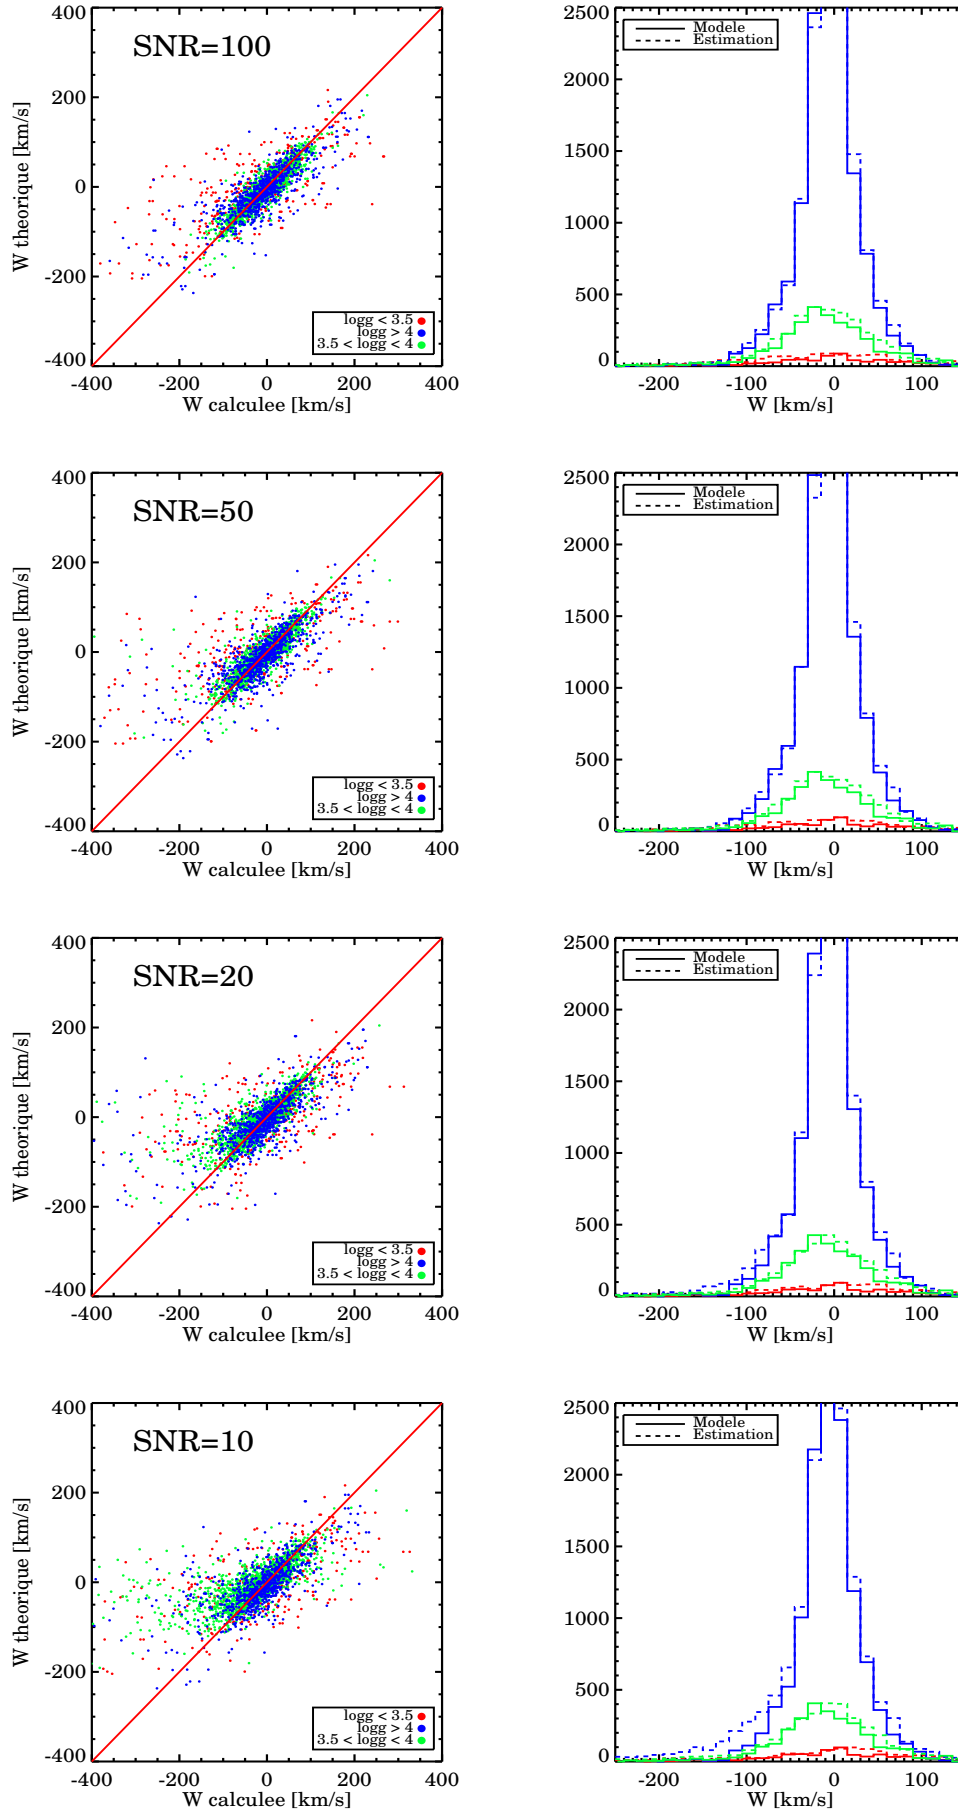 SNR=100
400
200
0
-200
-400
-400 -200 0 200 400
W theorique [km/s]
W calculee [km/s]
logg < 3.5
logg > 4
3.5 < logg < 4
2500
2000
1500
1000
500
0
-200 -100 0 100
W [km/s]
Modele
Estimation
SNR=50
400
200
0
-200
-400
-400 -200 0 200 400
W theorique [km/s]
W calculee [km/s]
logg < 3.5
logg > 4
3.5 < logg < 4
2500
2000
1500
1000
500
0
-200 -100 0 100
W [km/s]
Modele
Estimation
SNR=20
400
200
0
-200
-400
-400 -200 0 200 400
W theorique [km/s]
W calculee [km/s]
logg < 3.5
logg > 4
3.5 < logg < 4
2500
2000
1500
1000
500
0
-200 -100 0 100
W [km/s]
Modele
Estimation
SNR=10
400
200
0
-200
-400
-400 -200 0 200 400
W theorique [km/s]
W calculee [km/s]
logg < 3.5
logg > 4
3.5 < logg < 4
2500
2000
1500
1000
500
0
-200 -100 0 100
W [km/s]
Modele
Estimation